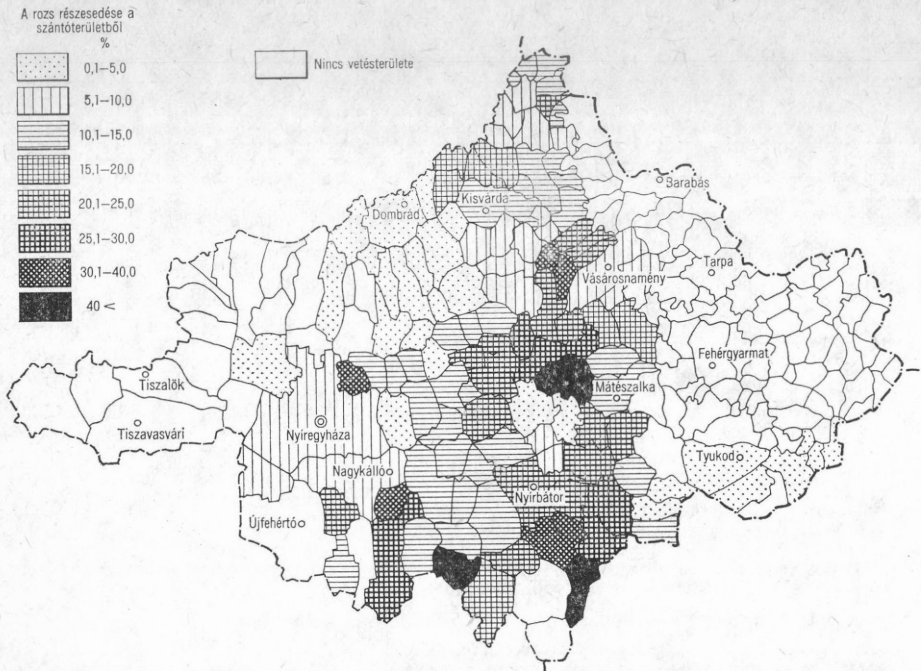 A rozs részesedése a
szántóterületből
%
0,1–5,0
5,1–10,0
10,1–15,0
15,1–20,0
20,1–25,0
25,1–30,0
30,1–40,0
40 <
Nincs vetésterülete
Barabás
Kisvárda
Dombrád
Tarpa
Vásárosnamény
Fehérgyarmat
Tiszalök
Mátészalka
Tiszavasvári
Nyiregyháza
Tyukod
Nagykálló
Nyirbátor
Újfehértó